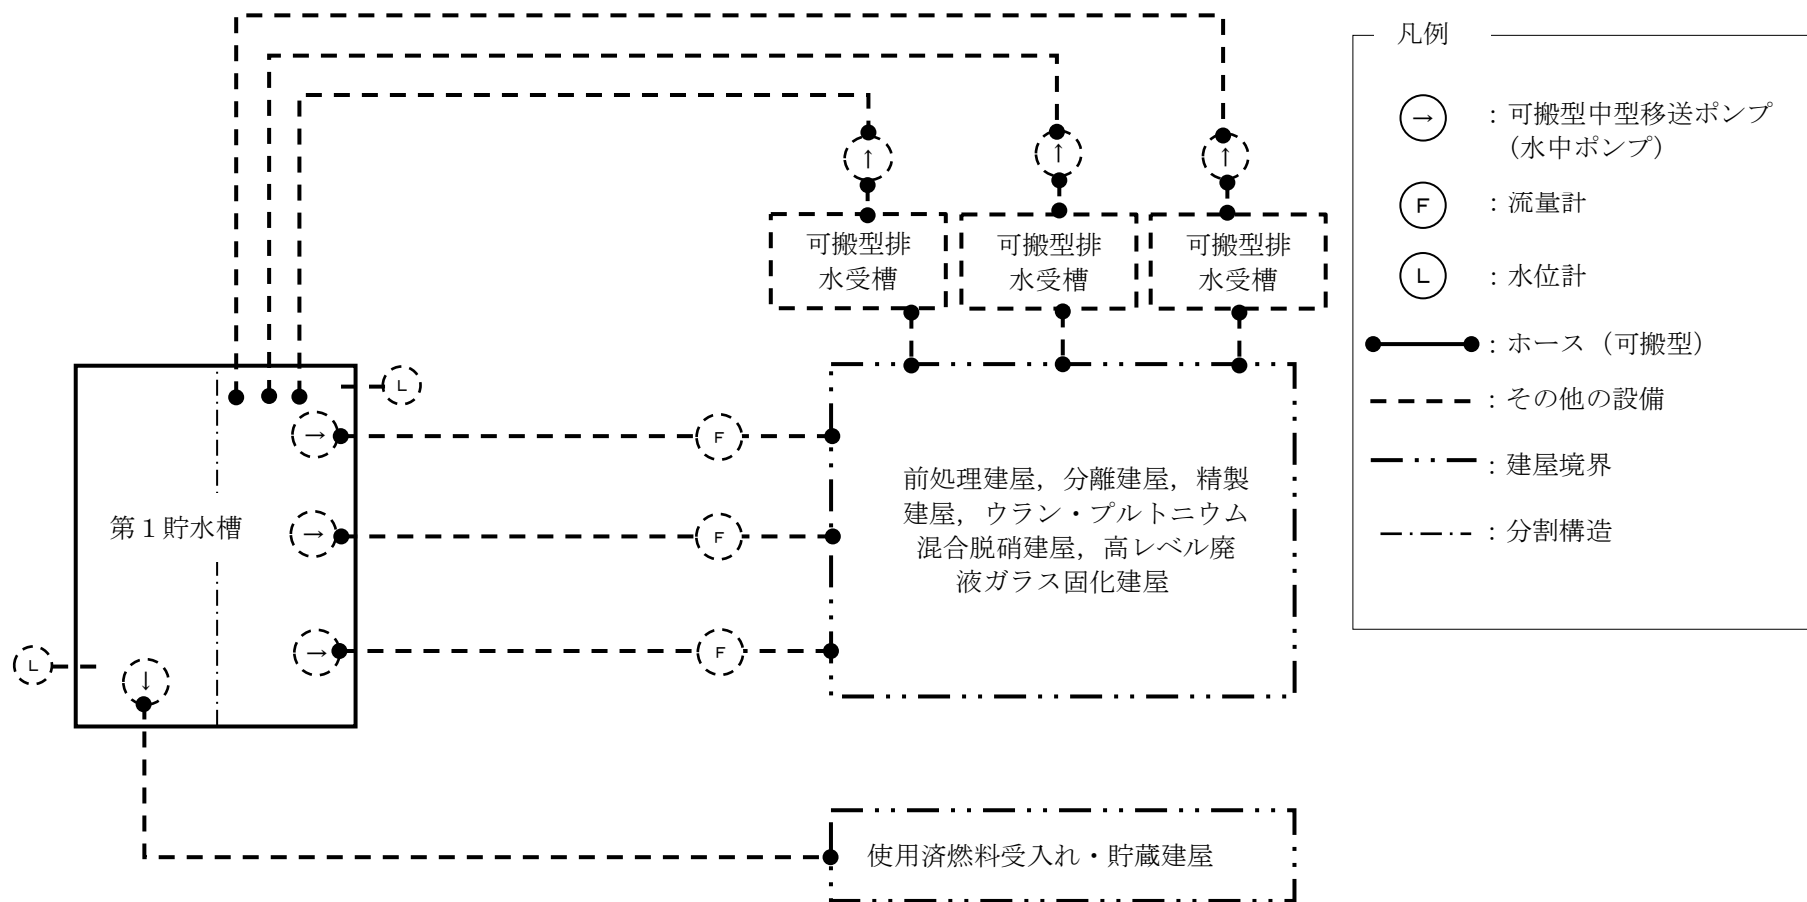 凡例
→
：可搬型中型移送ポンプ
（水中ポンプ）
F
：流量計
L
：水位計
：ホース（可搬型）
：その他の設備
：建屋境界
：分割構造
↑
↑
↑
可搬型排
水受槽
可搬型排
水受槽
可搬型排
水受槽
L
→
F
→
F
→
F
第１貯水槽
前処理建屋，分離建屋，精製
建屋，ウラン・プルトニウム
混合脱硝建屋，高レベル廃
液ガラス固化建屋
L
↓
使用済燃料受入れ・貯蔵建屋